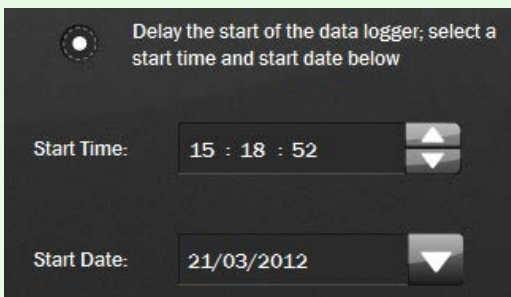 Delay the start of the data logger; select a
start time and start date below
Start Time: 15 : 18 : 52
Start Date: 21/03/2012